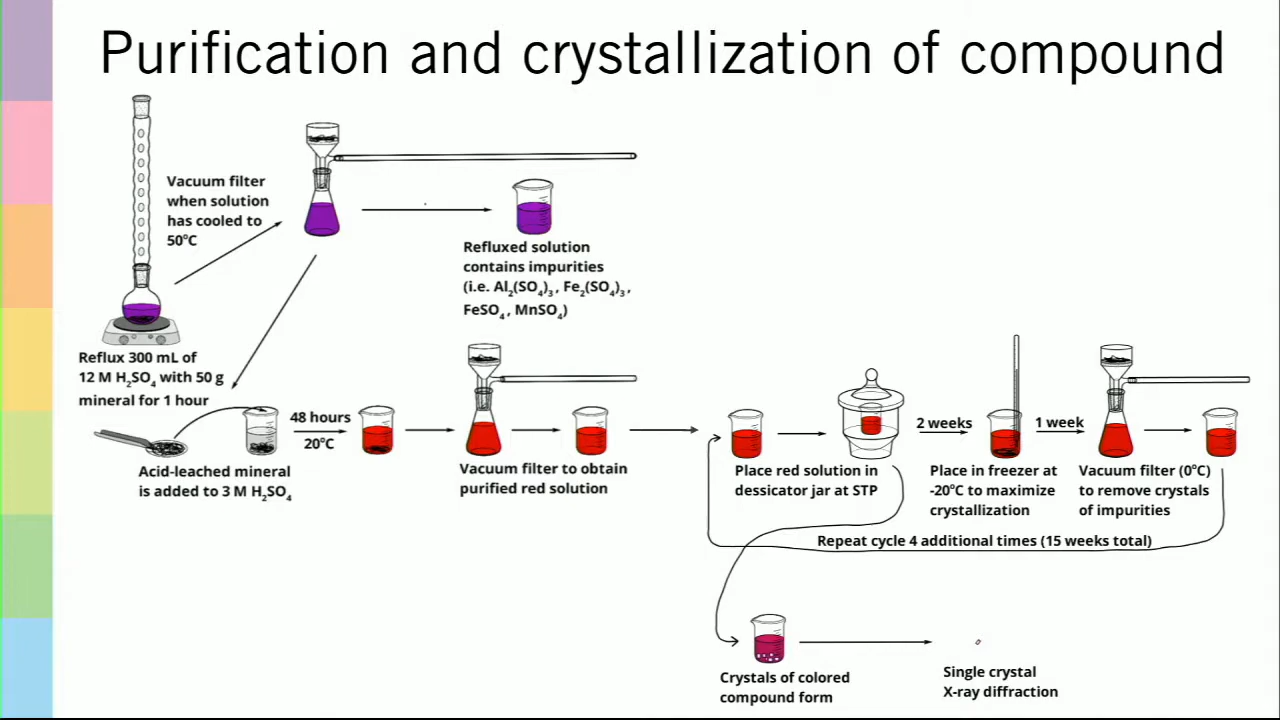 Purification and crystallization of compound
Vacuum filter
when solution
has cooled to
50°C
Refluxed solution
contains impurities
(i.e. Al₂(SO₄)₃, Fe₂(SO₄)₃,
FeSO₄, MnSO₄)
Reflux 300 mL of
12 M H₂SO₄ with 50 g
mineral for 1 hour
48 hours
20°C
Acid-leached mineral
is added to 3 M H₂SO₄
Vacuum filter to obtain
purified red solution
Place red solution in
dessicator jar at STP
2 weeks
Place in freezer at
-20°C to maximize
crystallization
1 week
Vacuum filter (0°C)
to remove crystals
of impurities
Repeat cycle 4 additional times (15 weeks total)
Crystals of colored
compound form
Single crystal
X-ray diffraction